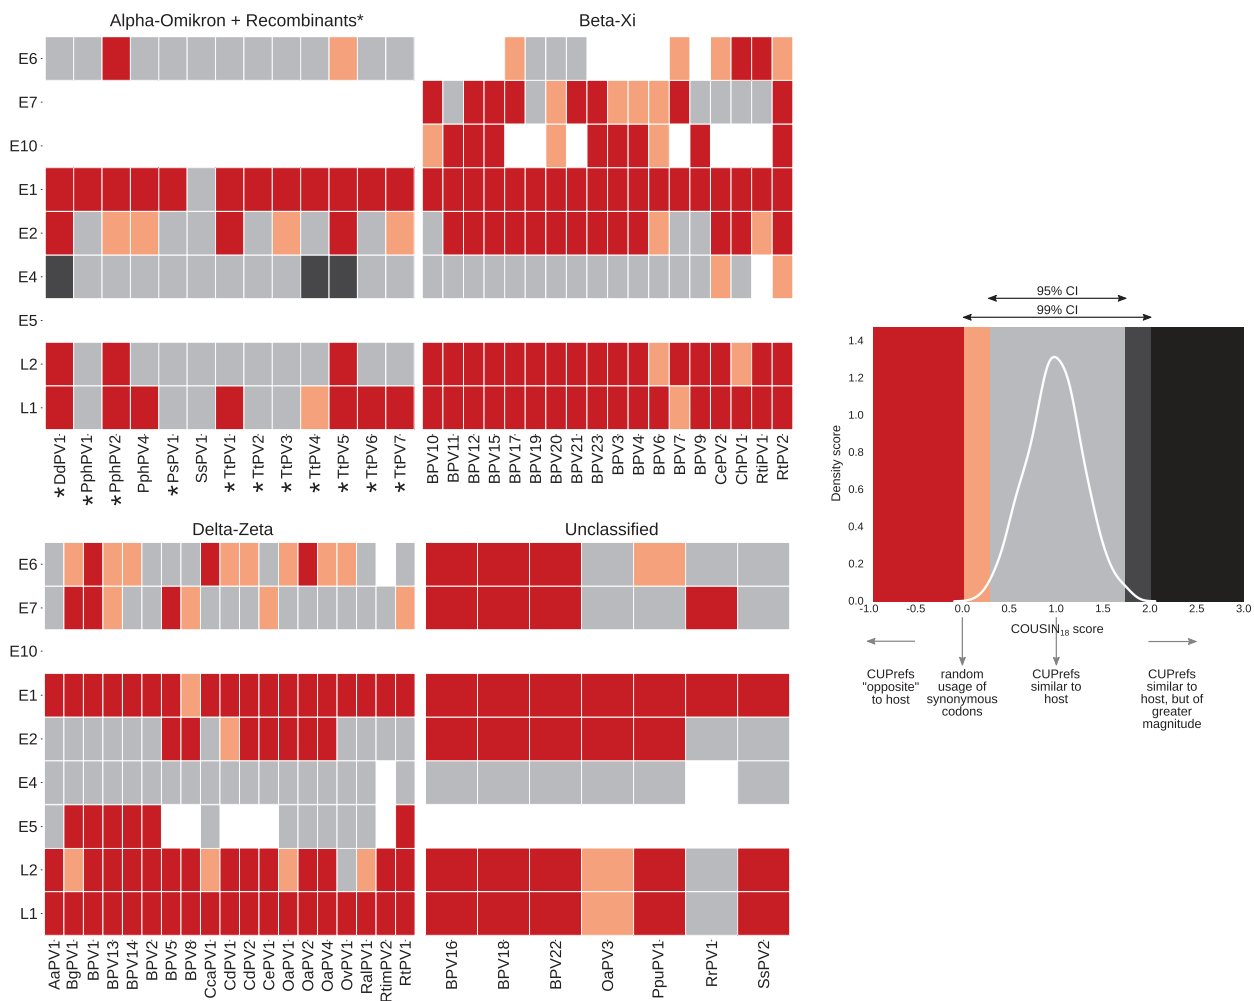 Alpha-Omikron + Recombinants*
Beta-Xi
E6
E7
E10
E1
E2
E4
E5
L2
L1
*DdPV1
*PphPV1
*PphPV2
PphPV4
*PsPV1
SsPV1
*TtPV1
*TtPV2
*TtPV3
*TtPV4
*TtPV5
*TtPV6
*TtPV7
BPV10
BPV11
BPV12
BPV15
BPV17
BPV19
BPV20
BPV21
BPV23
BPV3
BPV4
BPV6
BPV7
BPV9
CePV2
ChPV1
RtiPV1
RtPV2
Delta-Zeta
Unclassified
E6
E7
E10
E1
E2
E4
E5
L2
L1
AaPV1
BgPV1
BPV1
BPV13
BPV14
BPV2
BPV5
BPV8
CcaPV1
CdPV1
CdPV2
CePV1
OaPV1
OaPV2
OaPV4
OvPV1
RalPV1
RtimPV2
RtPV1
BPV16
BPV18
BPV22
OaPV3
PpuPV1
RrPV1
SsPV2
95% CI
99% CI
Density score
1.4
1.2
1.0
0.8
0.6
0.4
0.2
0.0
-1.0 -0.5 0.0 0.5 1.0 1.5 2.0 2.5 3.0
COUSIN18 score
CUPrefs
"opposite"
to host
random
usage of
synonymous
codons
CUPrefs
similar to
host
CUPrefs
similar to
host, but of
greater
magnitude